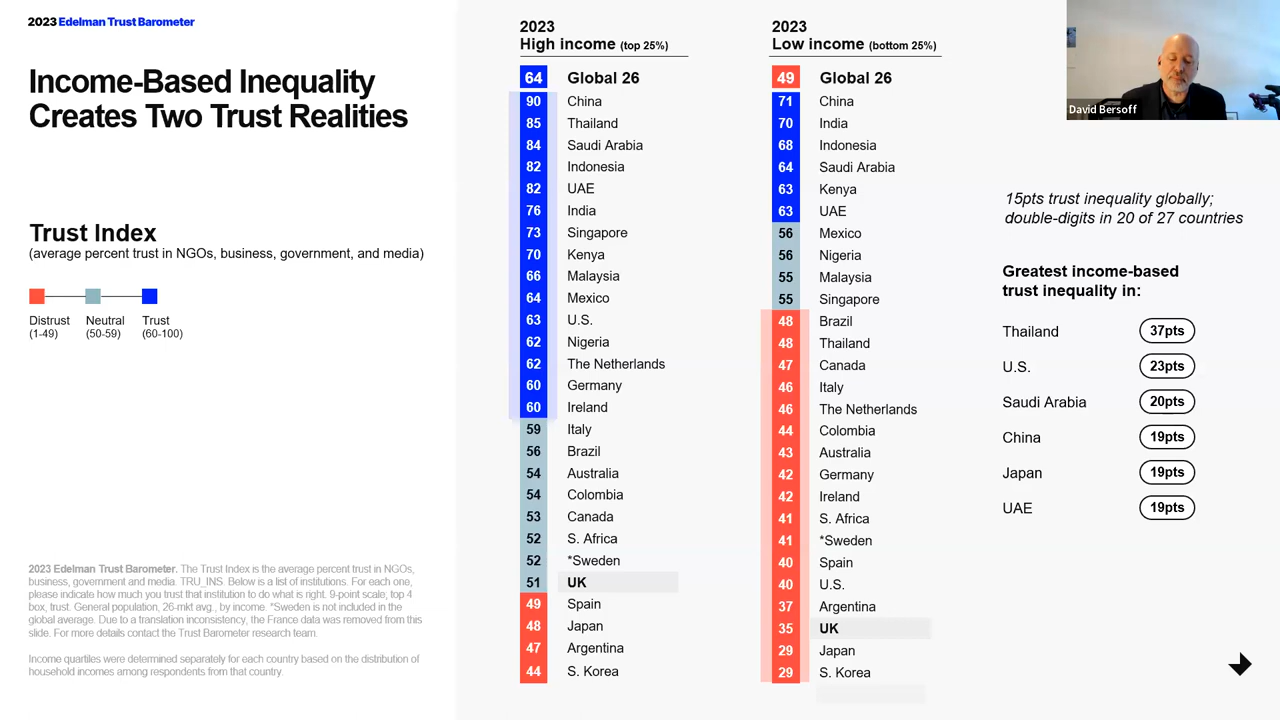 2023 Edelman Trust Barometer
Income-Based Inequality
Creates Two Trust Realities
Trust Index
(average percent trust in NGOs, business, government, and media)
Distrust
(1-49)
Neutral
(50-59)
Trust
(60-100)
2023 Edelman Trust Barometer. The Trust Index is the average percent trust in NGOs,
business, government and media. TRU_INS. Below is a list of institutions. For each one,
please indicate how much you trust that institution to do what is right. 9-point scale; top 4
box, trust. General population, 26-mkt avg., by income. *Sweden is not included in the
global average. Due to a translation inconsistency, the France data was removed from this
slide. For more details contact the Trust Barometer research team.
Income quartiles were determined separately for each country based on the distribution of
household incomes among respondents from that country.
2023
High income (top 25%)
64 Global 26
90 China
85 Thailand
84 Saudi Arabia
82 Indonesia
82 UAE
76 India
73 Singapore
70 Kenya
66 Malaysia
64 Mexico
63 U.S.
62 Nigeria
62 The Netherlands
60 Germany
60 Ireland
59 Italy
56 Brazil
54 Australia
54 Colombia
53 Canada
52 S. Africa
52 *Sweden
51 UK
49 Spain
48 Japan
47 Argentina
44 S. Korea
2023
Low income (bottom 25%)
49 Global 26
71 China
70 India
68 Indonesia
64 Saudi Arabia
63 Kenya
63 UAE
56 Mexico
56 Nigeria
55 Malaysia
55 Singapore
48 Brazil
48 Thailand
47 Canada
46 Italy
46 The Netherlands
44 Colombia
43 Australia
42 Germany
42 Ireland
41 S. Africa
41 *Sweden
40 Spain
40 U.S.
37 Argentina
35 UK
29 Japan
29 S. Korea
David Bersoff
15pts trust inequality globally;
double-digits in 20 of 27 countries
Greatest income-based
trust inequality in:
Thailand 37pts
U.S. 23pts
Saudi Arabia 20pts
China 19pts
Japan 19pts
UAE 19pts